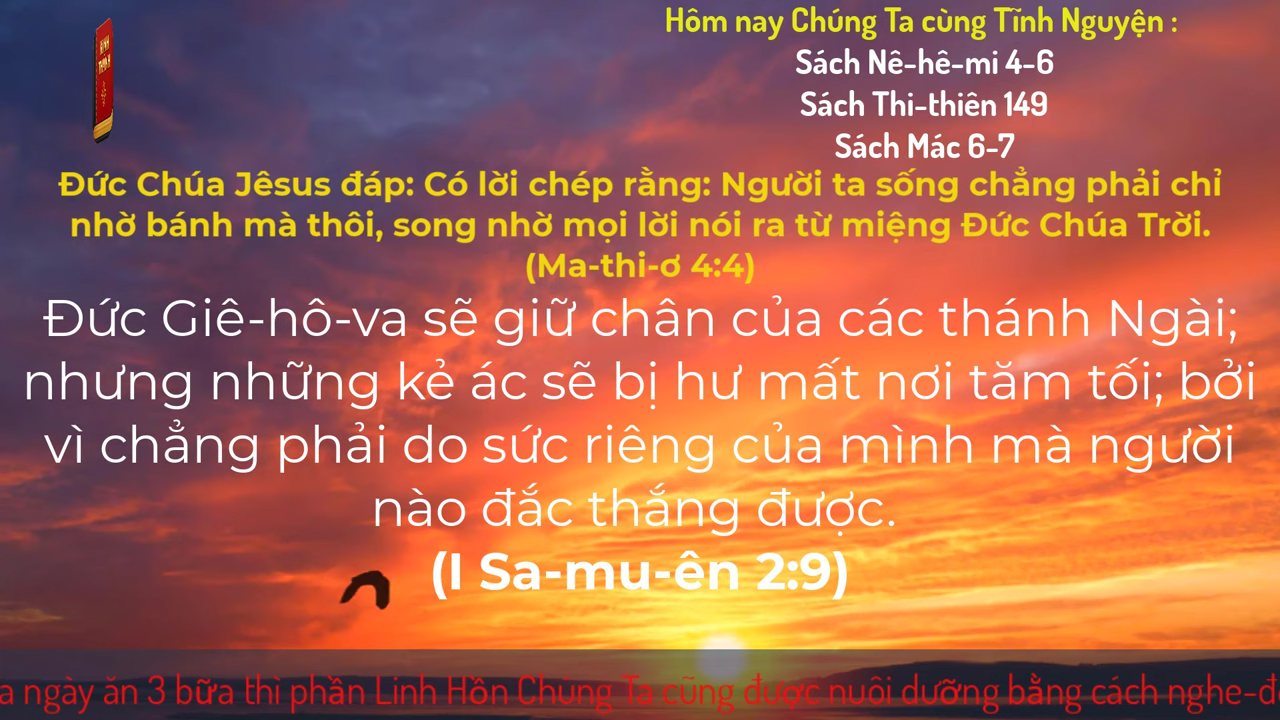 Hôm nay Chúng Ta cùng Tĩnh Nguyện :
Sách Nê-hê-mi 4-6
Sách Thi-thiên 149
Sách Mác 6-7
Đức Chúa Jêsus đáp: Có lời chép rằng: Người ta sống chẳng phải chỉ
nhờ bánh mà thôi, song nhờ mọi lời nói ra từ miệng Đức Chúa Trời.
(Ma-thi-ơ 4:4)
Đức Giê-hô-va sẽ giữ chân của các thánh Ngài;
nhưng những kẻ ác sẽ bị hư mất nơi tăm tối; bởi
vì chẳng phải do sức riêng của mình mà người
nào đắc thắng được.
(I Sa-mu-ên 2:9)
a ngày ăn 3 bữa thì phần Linh Hồn Chúng Ta cũng được nuôi dưỡng bằng cách nghe-đ